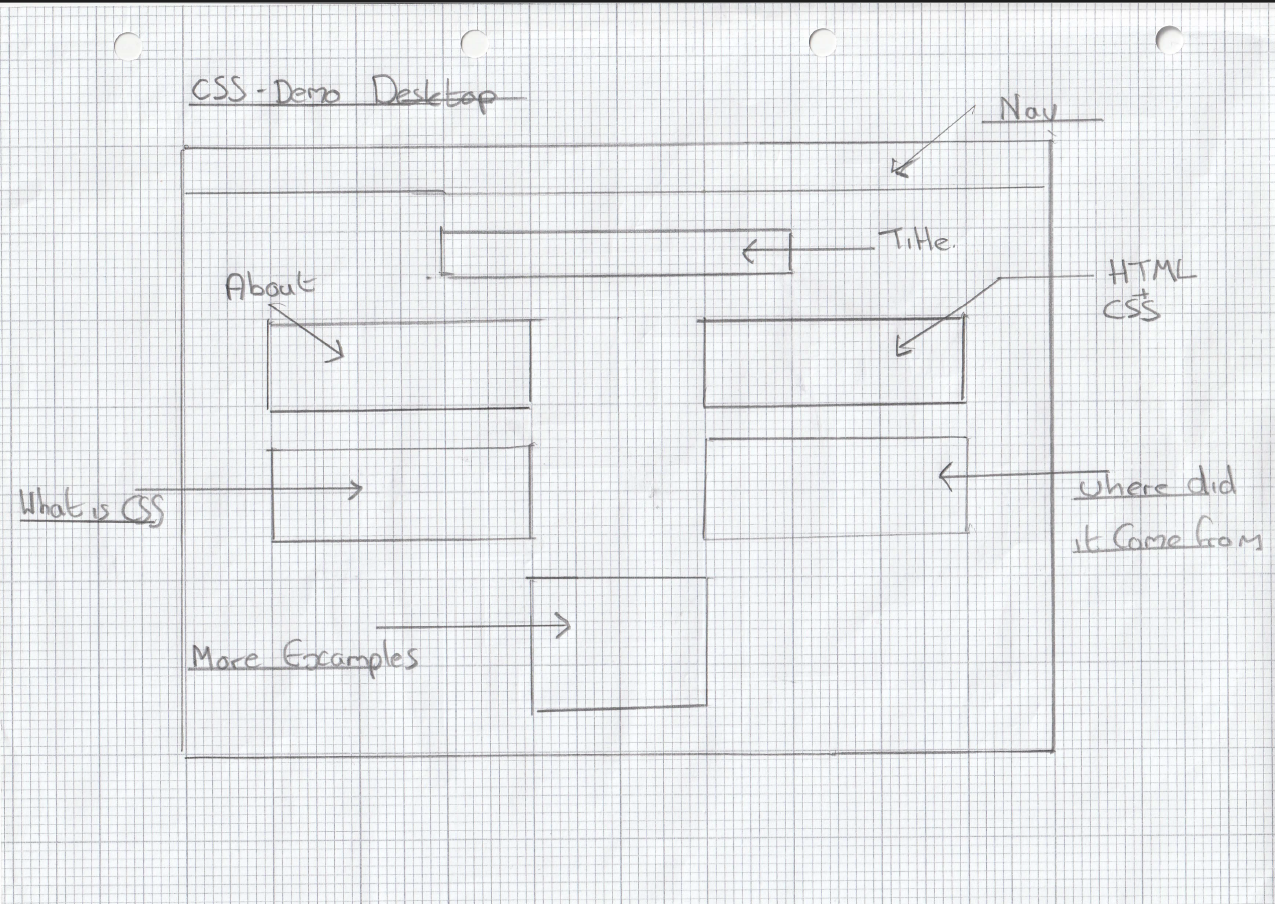 CSS - Demo Desktop
Nav
Title.
About
HTML
+
CSS
What is CSS
where did
it Come from
More Examples